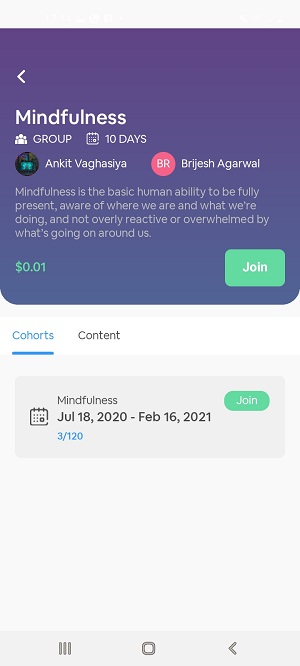 Mindfulness
GROUP 10 DAYS
Ankit Vaghasiya BR Brijesh Agarwal
Mindfulness is the basic human ability to be fully
present, aware of where we are and what we're
doing, and not overly reactive or overwhelmed by
what's going on around us.
$0.01 Join
Cohorts Content
Mindfulness Join
Jul 18, 2020 - Feb 16, 2021
3/120